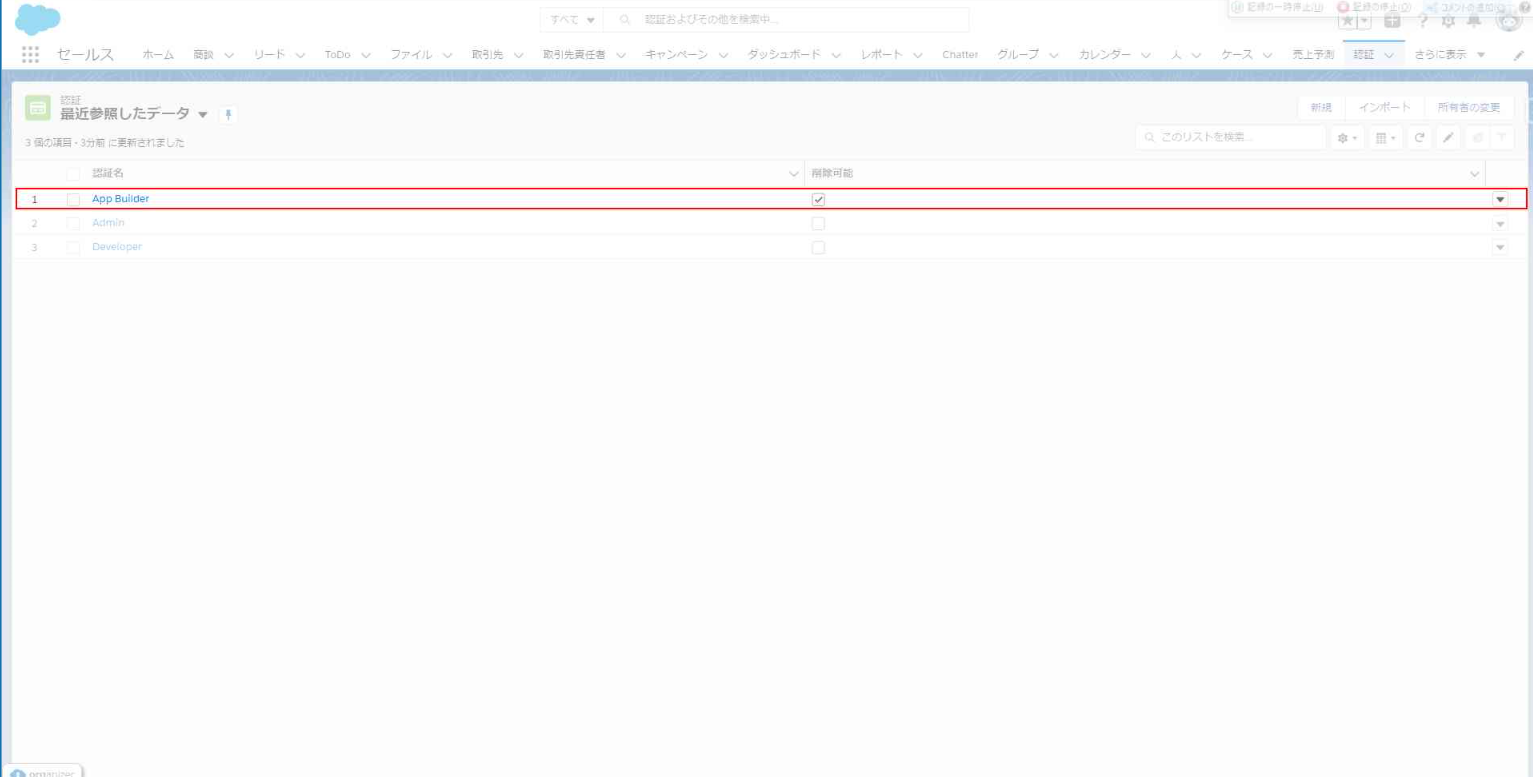 記録の一時停止(U) 記録の停止(O) コメントの追加(C)
すべて 認証およびその他を検索中...
セールス ホーム 商談 リード ToDo ファイル 取引先 取引先責任者 キャンペーン ダッシュボード レポート Chatter グループ カレンダー 人 ケース 売上予測 認証 さらに表示
認証
最近参照したデータ
新規 インポート 所有者の変更
3 個の項目・3分前 に更新されました
このリストを検索...
認証名 削除可能
1 App Builder
2 Admin
3 Developer
organizer